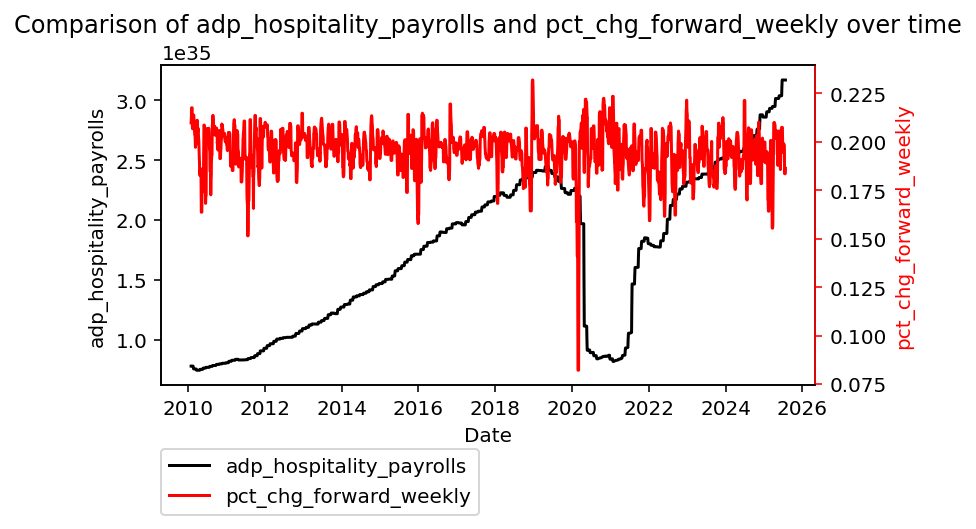 Comparison of adp_hospitality_payrolls and pct_chg_forward_weekly over time
1e35
3.0
2.5
2.0
1.5
1.0
adp_hospitality_payrolls
0.225
0.200
0.175
0.150
0.125
0.100
0.075
pct_chg_forward_weekly
2010 2012 2014 2016 2018 2020 2022 2024 2026
Date
adp_hospitality_payrolls
pct_chg_forward_weekly